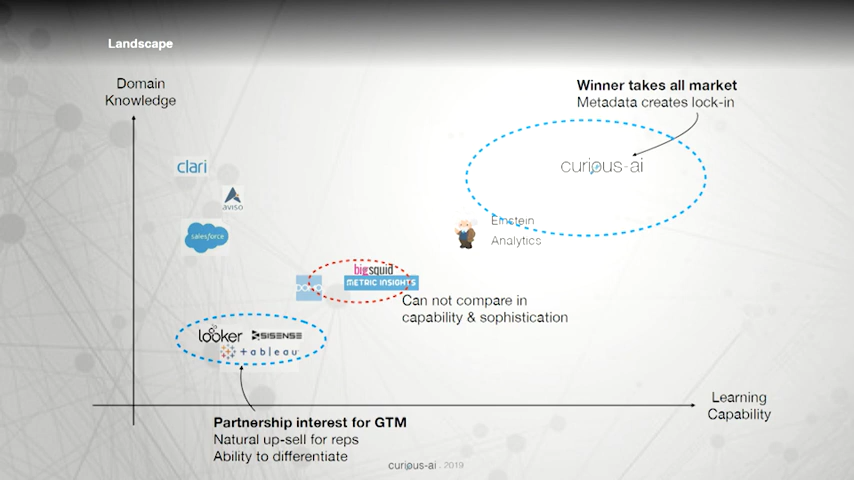 Landscape
Domain
Knowledge
Winner takes all market
Metadata creates lock-in
clari
curious-ai
aviso
salesforce
Einstein
Analytics
bigsquid
METRIC INSIGHTS
Can not compare in
capability & sophistication
looker
SISENSE
+ableau
Learning
Capability
Partnership interest for GTM
Natural up-sell for reps
Ability to differentiate
curious-ai - 2019